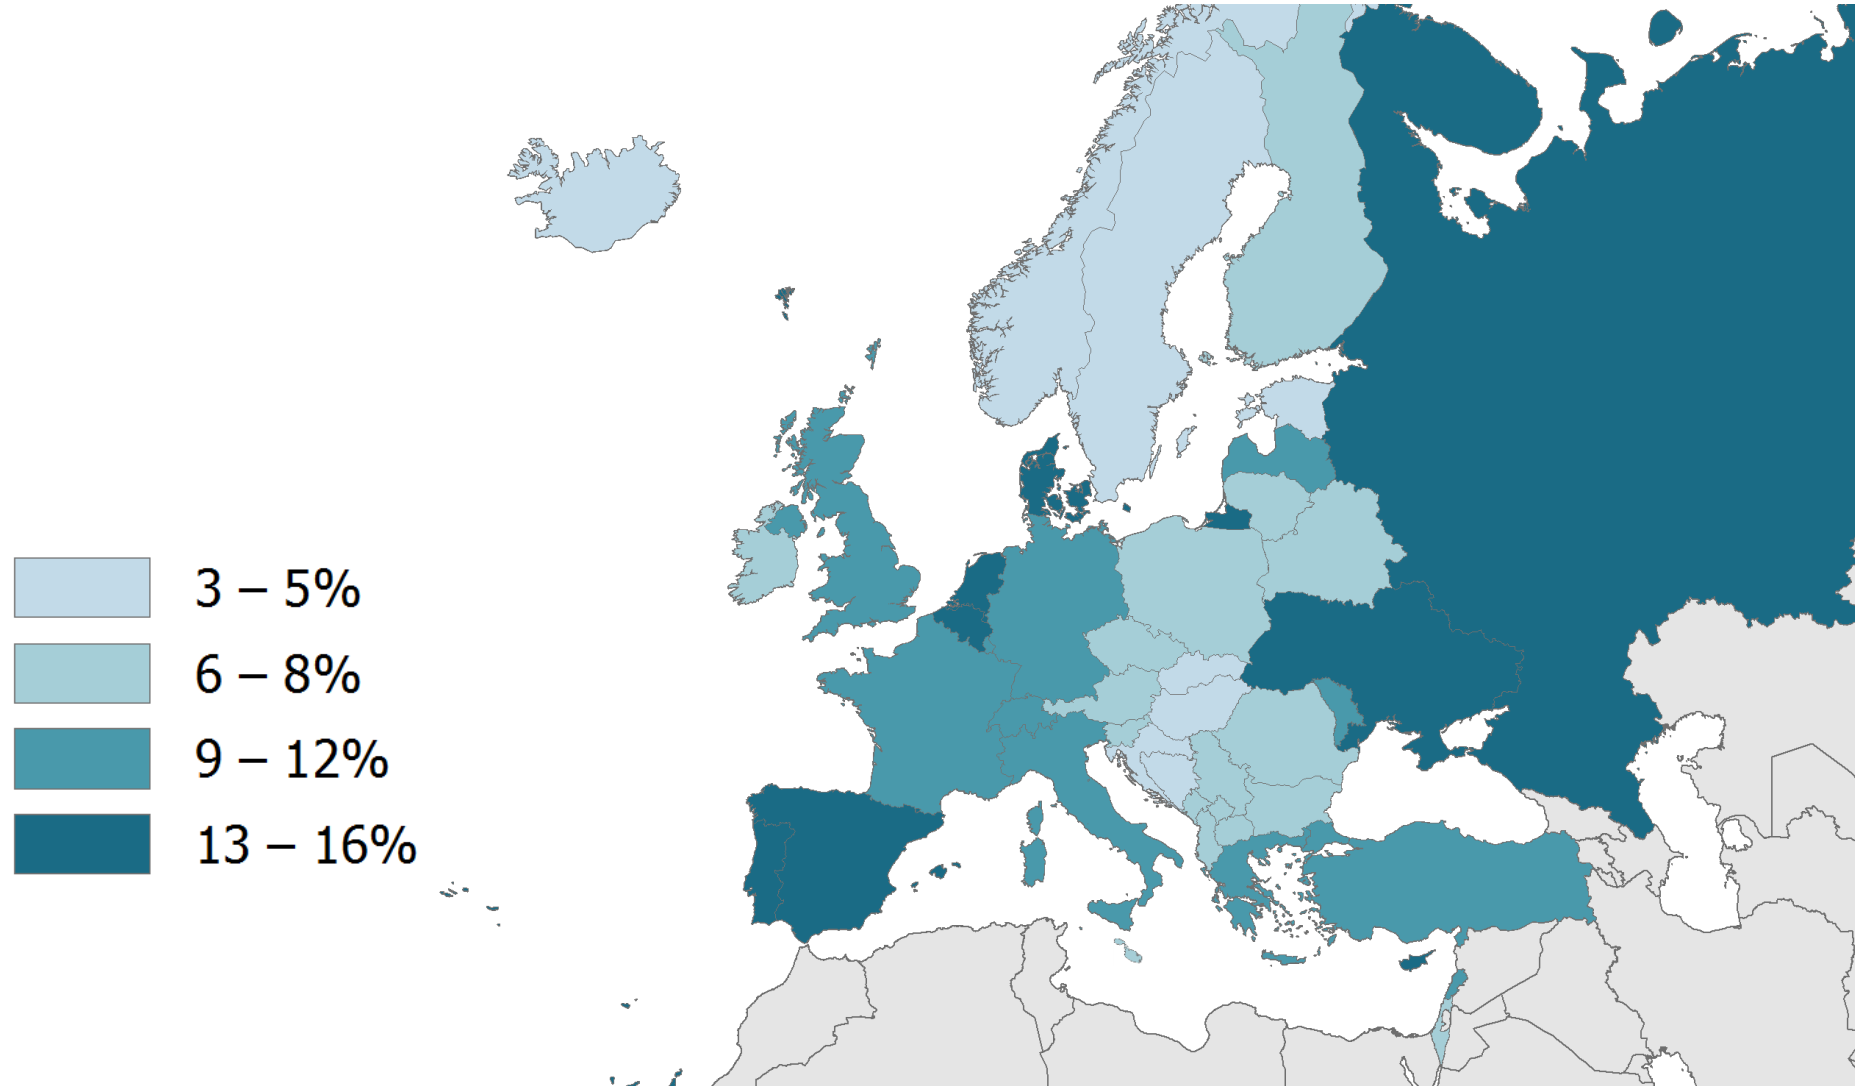 3 – 5%
6 – 8%
9 – 12%
13 – 16%